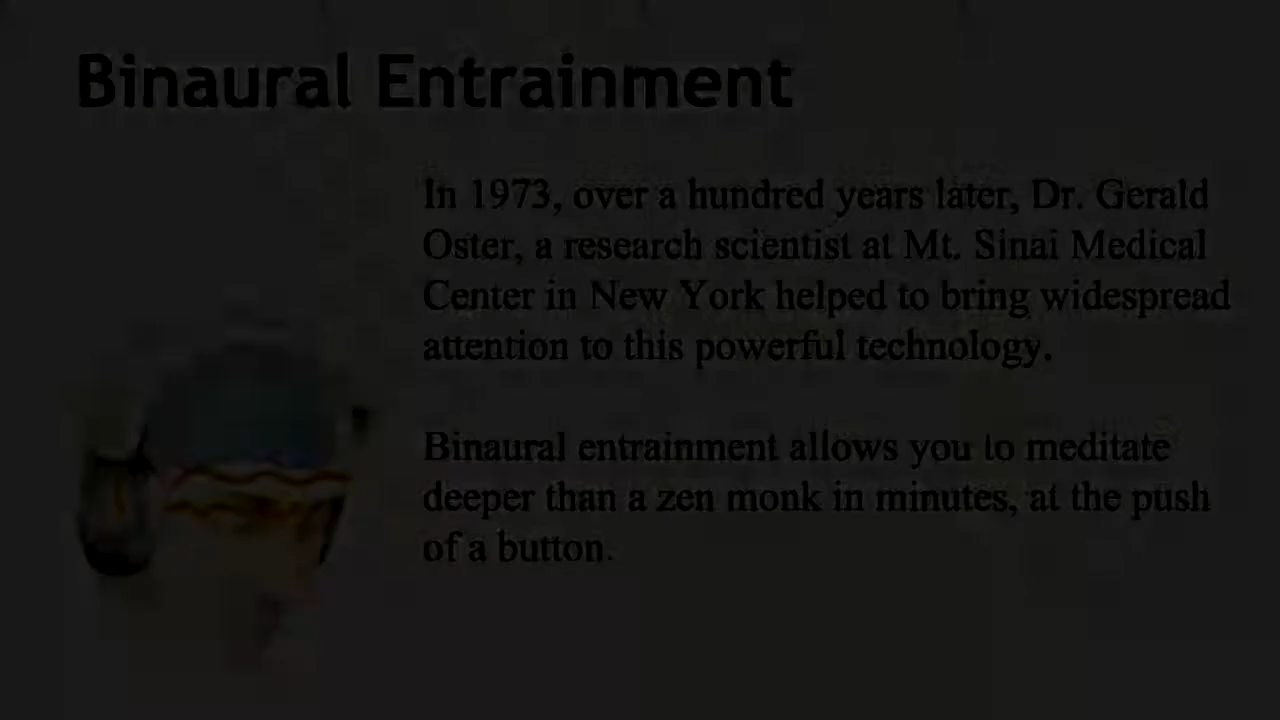 Binaural Entrainment
In 1973, over a hundred years later, Dr. Gerald
Oster, a research scientist at Mt. Sinai Medical
Center in New York helped to bring widespread
attention to this powerful technology.
Binaural entrainment allows you to meditate
deeper than a zen monk in minutes, at the push
of a button.